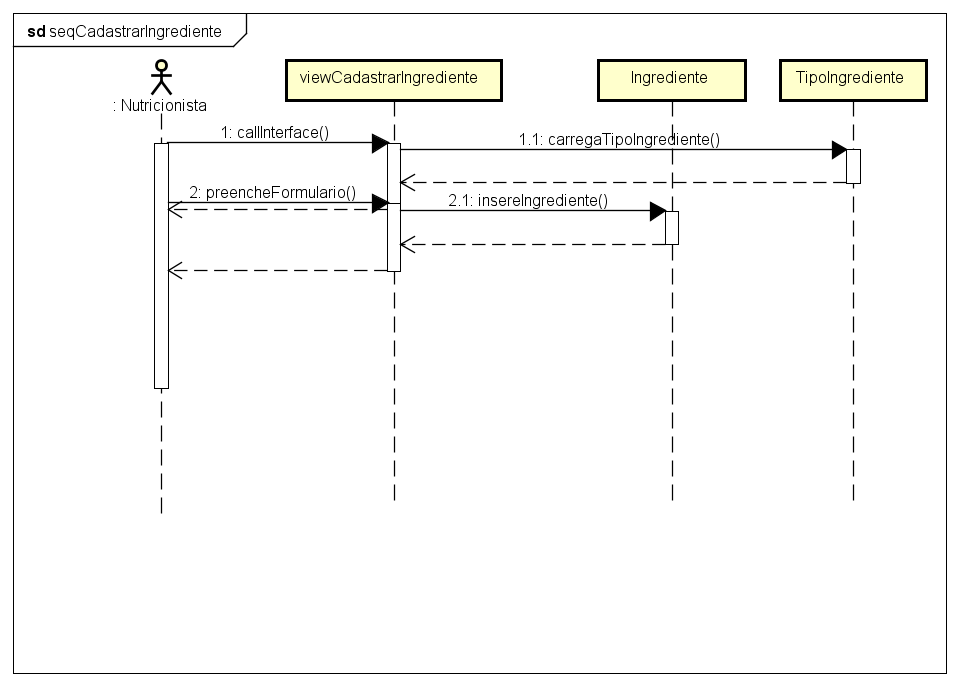 sd seqCadastrarIngrediente
: Nutricionista
viewCadastrarIngrediente
Ingrediente
TipoIngrediente
1: callInterface()
1.1: carregaTipoIngrediente()
2: preencheFormulario()
2.1: insereIngrediente()